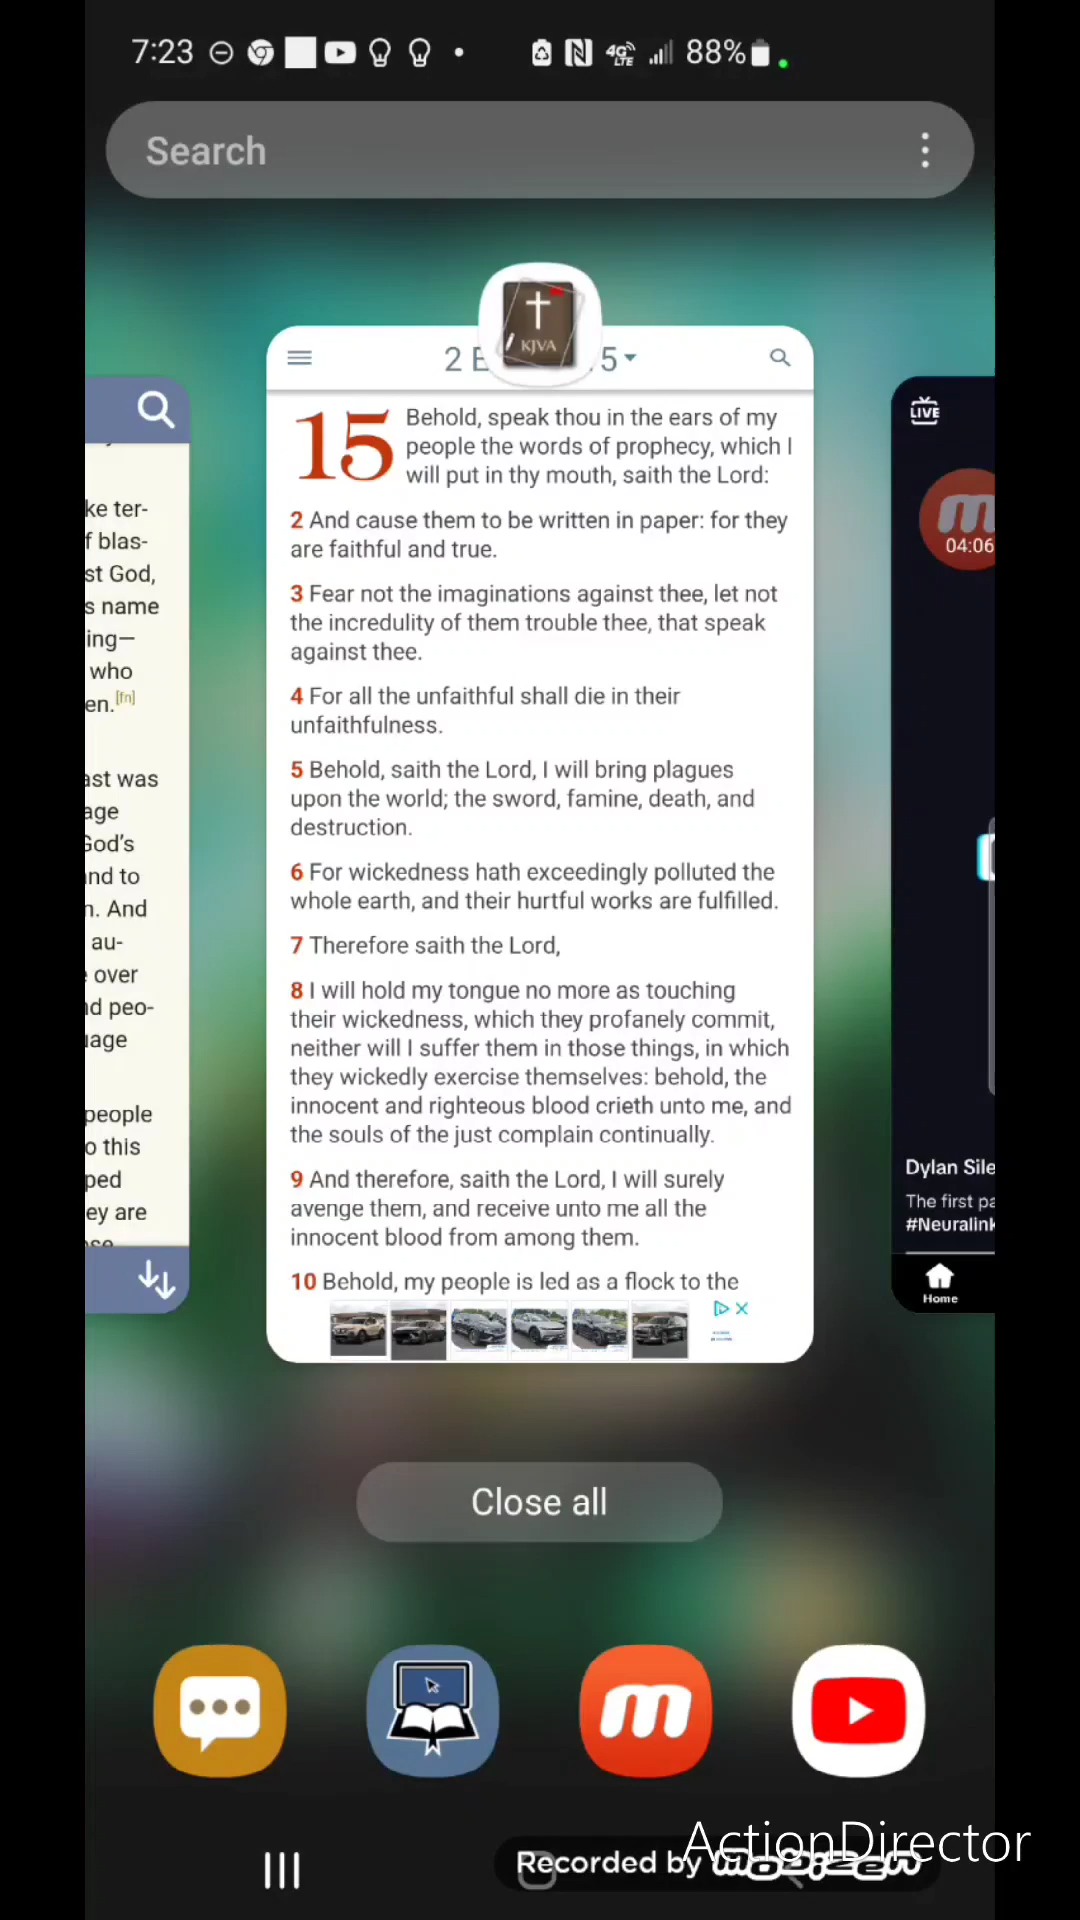 7:23
4G LTE
88%
Search
KJVA
2 E 5
15 Behold, speak thou in the ears of my
people the words of prophecy, which I
will put in thy mouth, saith the Lord:
2 And cause them to be written in paper: for they
are faithful and true.
3 Fear not the imaginations against thee, let not
the incredulity of them trouble thee, that speak
against thee.
4 For all the unfaithful shall die in their
unfaithfulness.
5 Behold, saith the Lord, I will bring plagues
upon the world; the sword, famine, death, and
destruction.
6 For wickedness hath exceedingly polluted the
whole earth, and their hurtful works are fulfilled.
7 Therefore saith the Lord,
8 I will hold my tongue no more as touching
their wickedness, which they profanely commit,
neither will I suffer them in those things, in which
they wickedly exercise themselves: behold, the
innocent and righteous blood crieth unto me, and
the souls of the just complain continually.
9 And therefore, saith the Lord, I will surely
avenge them, and receive unto me all the
innocent blood from among them.
10 Behold, my people is led as a flock to the
ke ter-
f blas-
st God,
s name
ing—
who
en.[fn]
ast was
age
God's
and to
n. And
au-
over
nd peo-
uage
people
o this
ped
ey are
LIVE
m
04:06
Dylan Sile
The first pa
#Neuralink
Home
Close all
m
ActionDirector
Recorded by mobizen